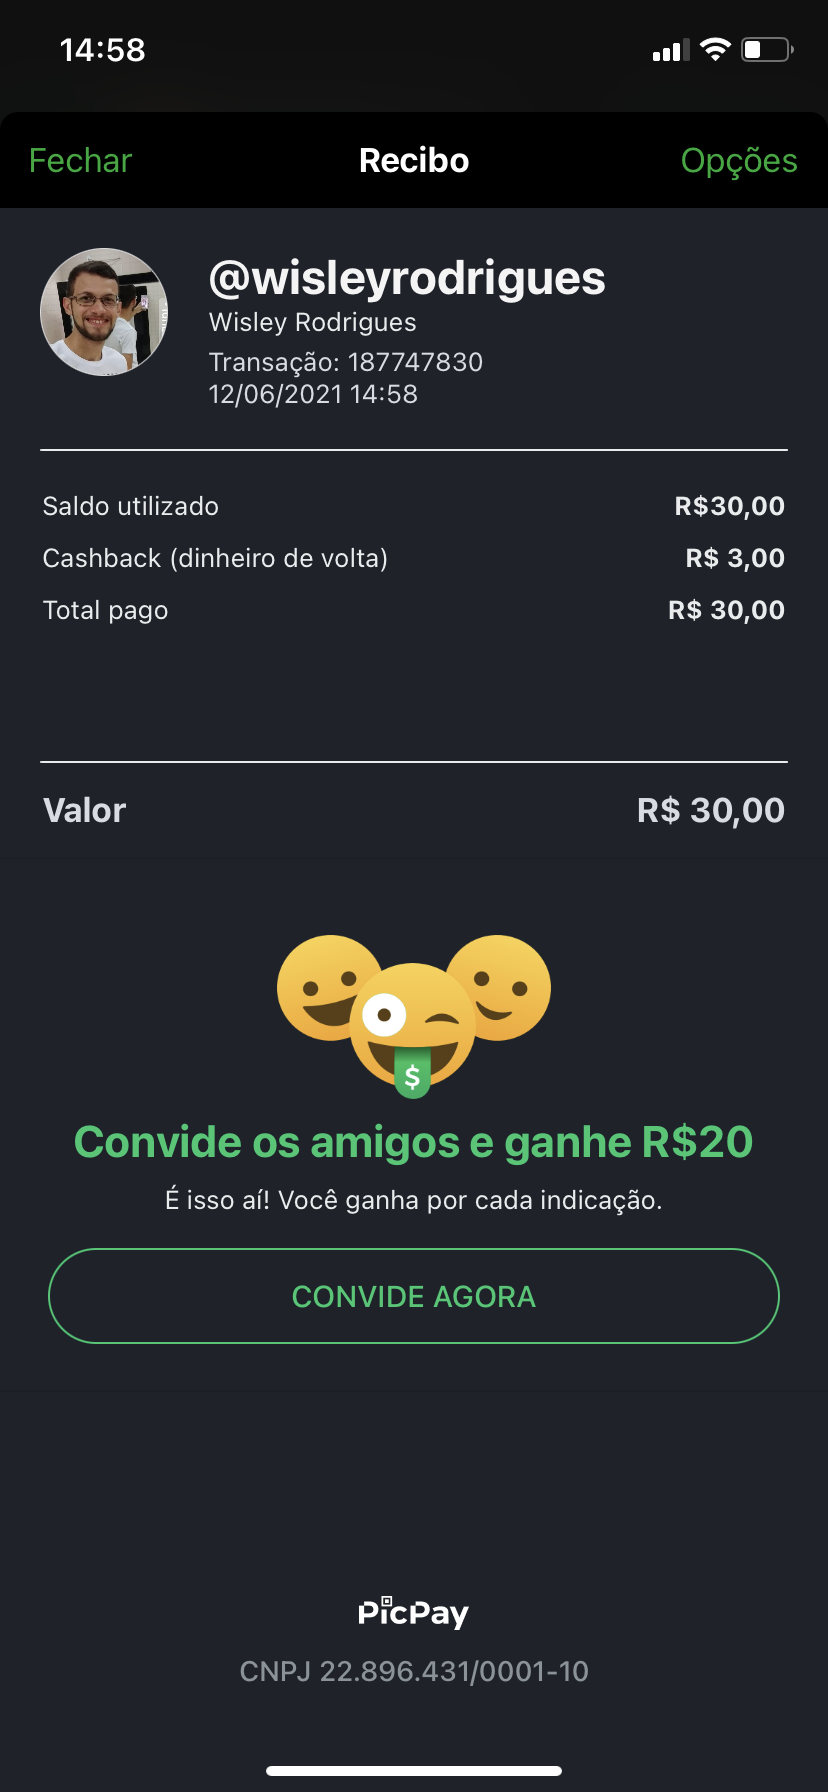 14:58
Fechar Recibo Opções
@wisleyrodrigues
Wisley Rodrigues
Transação: 187747830
12/06/2021 14:58
Saldo utilizado R$30,00
Cashback (dinheiro de volta) R$ 3,00
Total pago R$ 30,00
Valor R$ 30,00
$
Convide os amigos e ganhe R$20
É isso aí! Você ganha por cada indicação.
CONVIDE AGORA
PicPay
CNPJ 22.896.431/0001-10